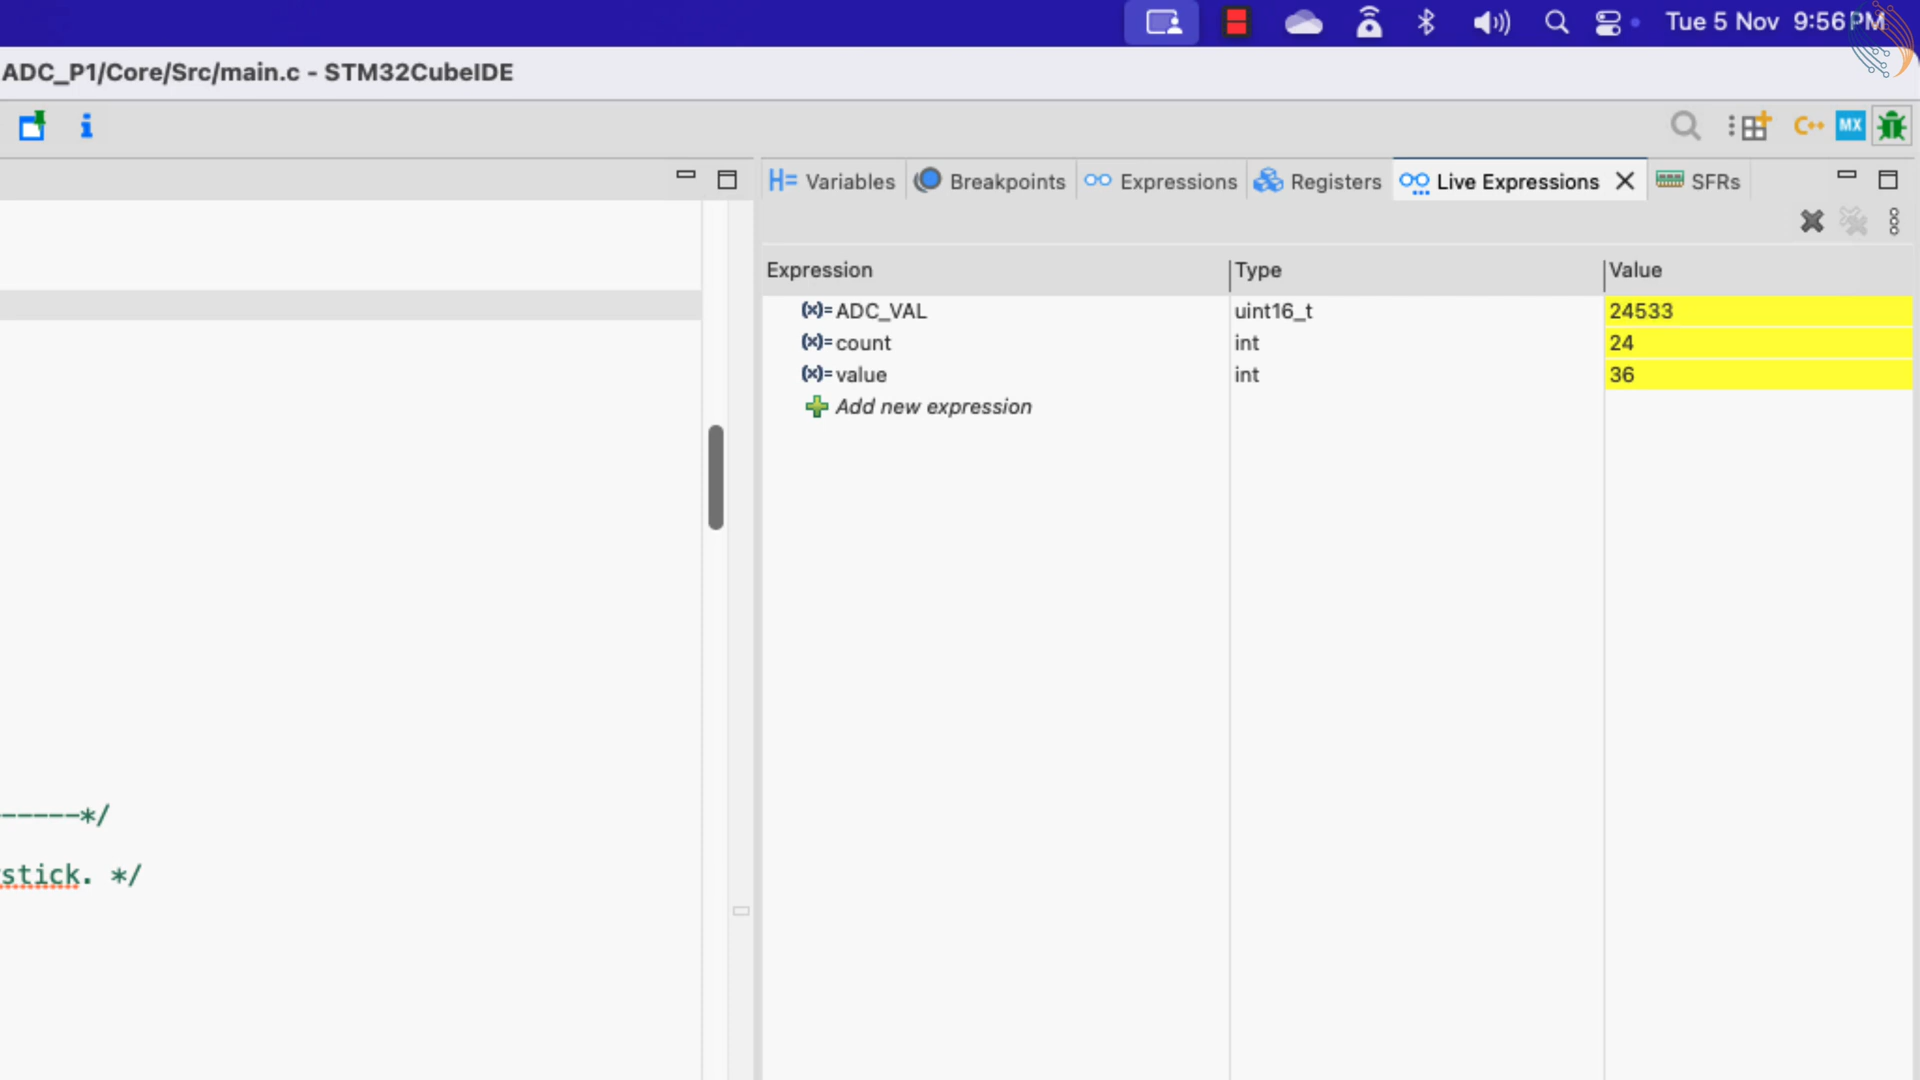 Tue 5 Nov 9:56 PM
ADC_P1/Core/Src/main.c - STM32CubeIDE
C++ MX
Variables Breakpoints Expressions Registers Live Expressions SFRs
Expression Type Value
(x)= ADC_VAL uint16_t 24533
(x)= count int 24
(x)= value int 36
Add new expression
------*/
stick. */